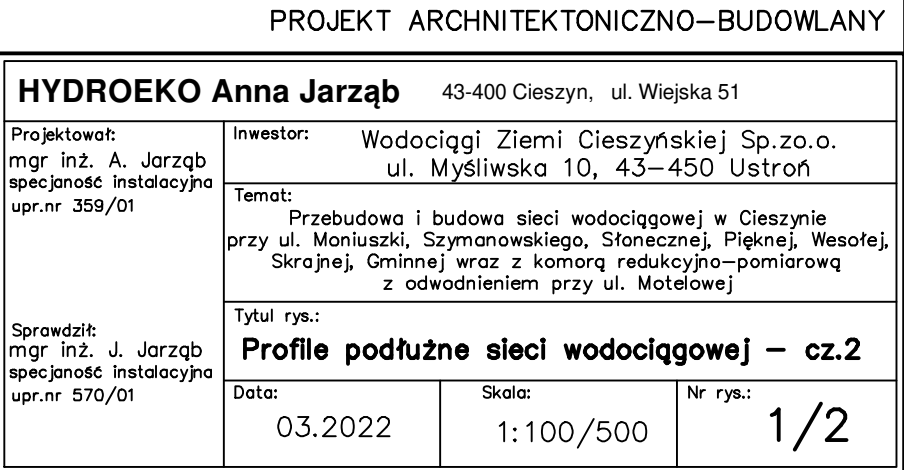 PROJEKT ARCHNITEKTONICZNO–BUDOWLANY
HYDROEKO Anna Jarząb 43-400 Cieszyn, ul. Wiejska 51
Projektował:
mgr inż. A. Jarząb
specjaność instalacyjna
upr.nr 359/01
Inwestor:
Wodociągi Ziemi Cieszyńskiej Sp.zo.o.
ul. Myśliwska 10, 43–450 Ustroń
Temat:
Przebudowa i budowa sieci wodociągowej w Cieszynie
przy ul. Moniuszki, Szymanowskiego, Słonecznej, Pięknej, Wesołej,
Skrajnej, Gminnej wraz z komorą redukcyjno–pomiarową
z odwodnieniem przy ul. Motelowej
Sprawdził:
mgr inż. J. Jarząb
specjaność instalacyjna
upr.nr 570/01
Tytul rys.:
Profile podłużne sieci wodociągowej – cz.2
Data:
03.2022
Skala:
1:100/500
Nr rys.:
1/2